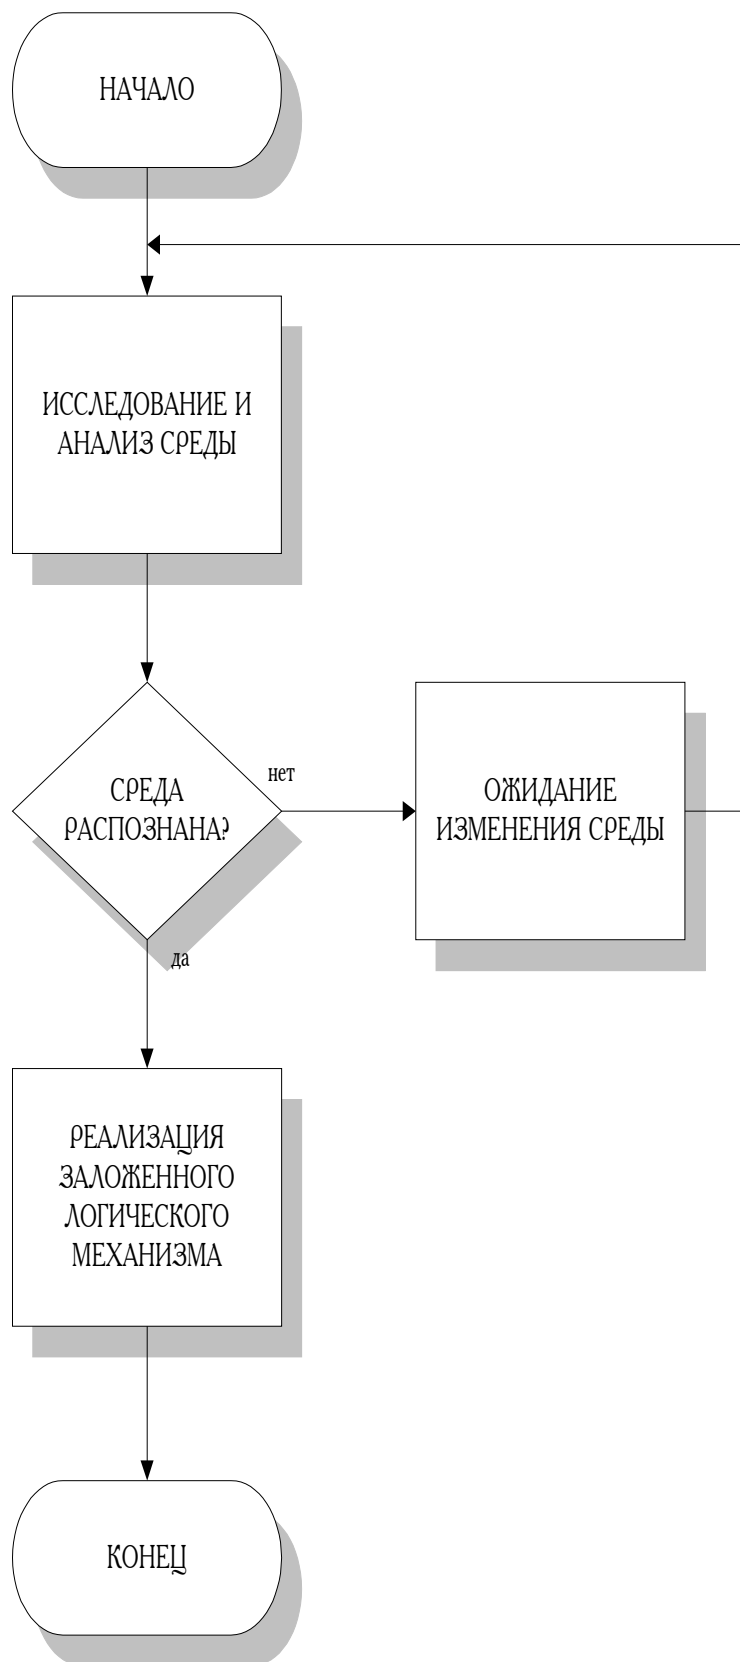 НАЧАЛО
ИССЛЕДОВАНИЕ И
АНАЛИЗ СРЕДЫ
СРЕДА
РАСПОЗНАНА?
нет
ОЖИДАНИЕ
ИЗМЕНЕНИЯ СРЕДЫ
да
РЕАЛИЗАЦИЯ
ЗАЛОЖЕННОГО
ЛОГИЧЕСКОГО
МЕХАНИЗМА
КОНЕЦ